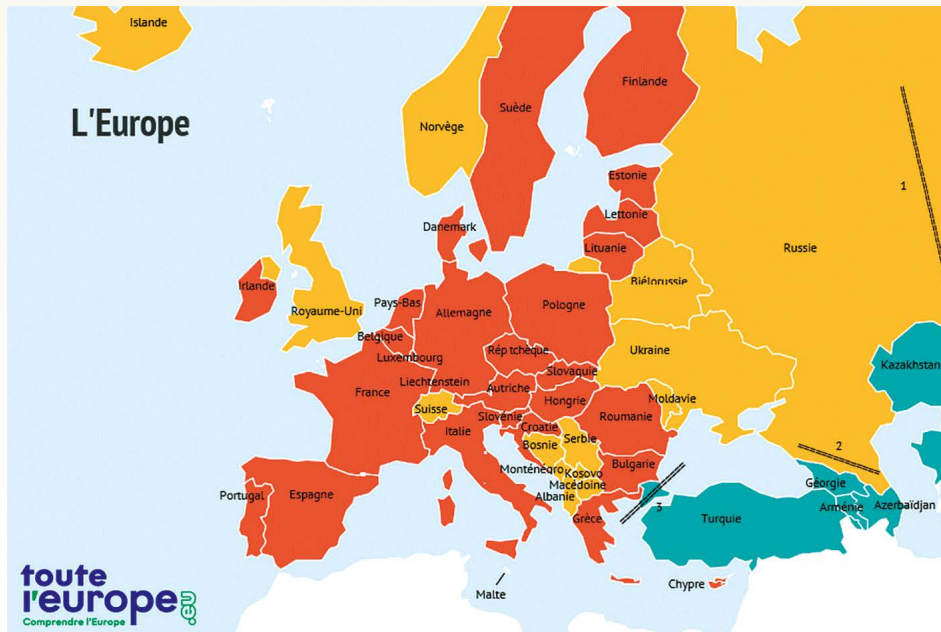 Islande
L'Europe
Norvège
Suède
Finlande
Estonie
Lettonie
Lituanie
Danemark
1
Russie
Irlande
Royaume-Uni
Pays-Bas
Allemagne
Pologne
Biélorussie
Belgique
Luxembourg
Rép tchèque
Ukraine
Kazakhstan
Slovaquie
France
Liechtenstein
Autriche
Hongrie
Moldavie
Suisse
Slovénie
Roumanie
Italie
Croatie
Bosnie
Serbie
2
Monténégro
Kosovo
Bulgarie
Macédoine
Albanie
Géorgie
Portugal
Espagne
Grèce
3
Turquie
Arménie
Azerbaïdjan
Malte
Chypre
toute
l'europe.eu
Comprendre l'Europe